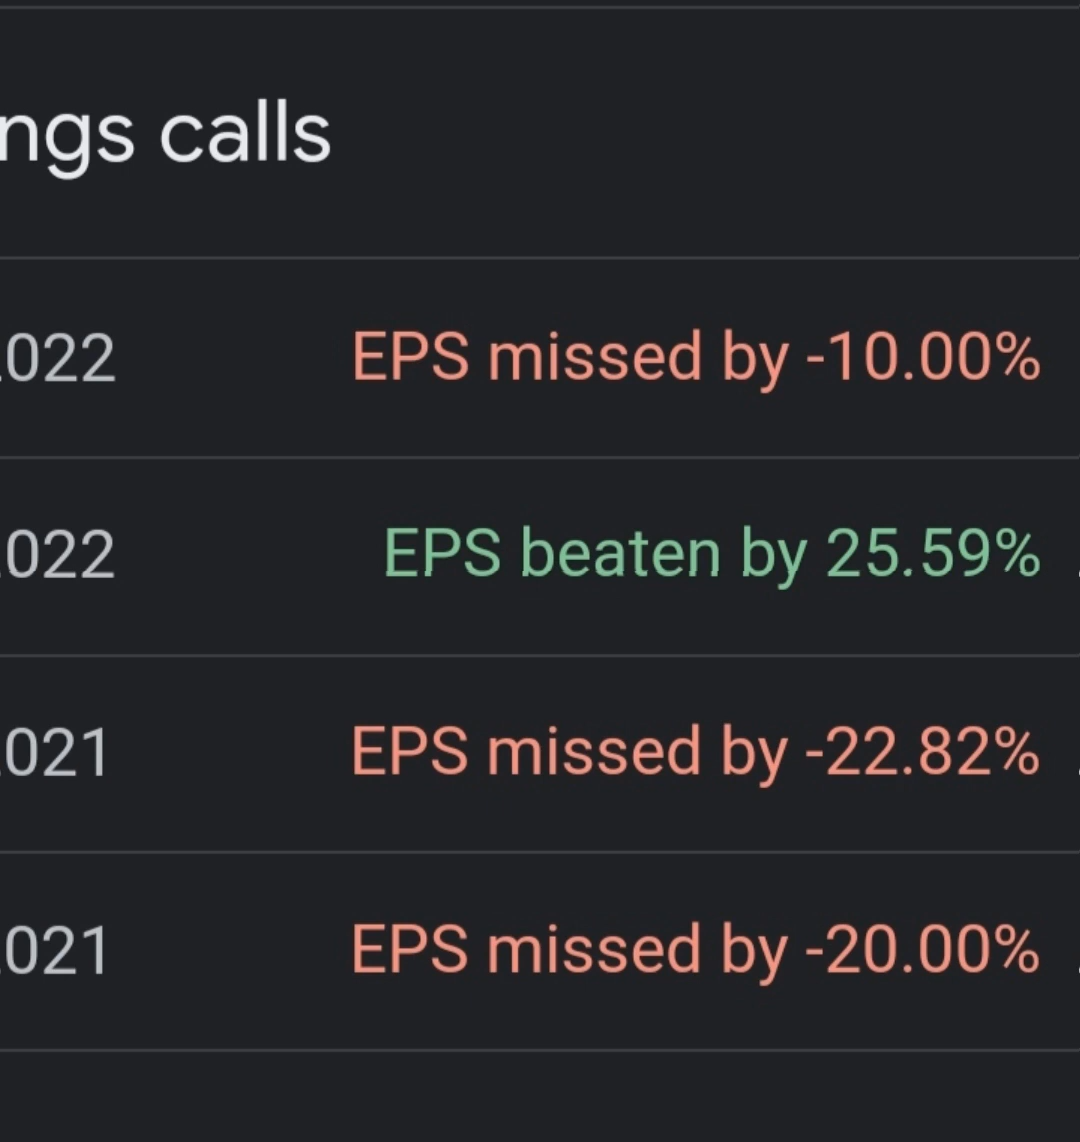 ngs calls
022
EPS missed by -10.00%
022
EPS beaten by 25.59%
021
EPS missed by -22.82%
021
EPS missed by -20.00%